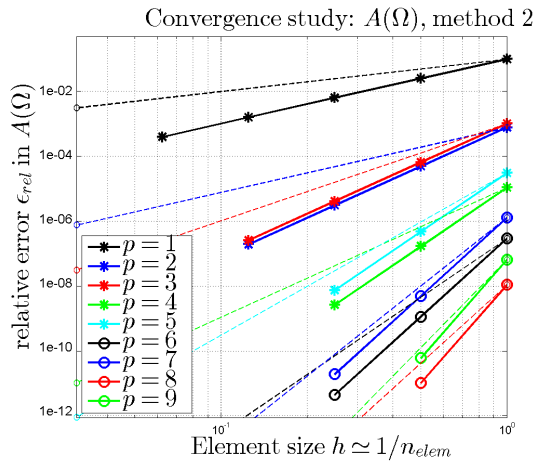 Convergence study: A(Ω), method 2
relative error ϵ_rel in A(Ω)
1e-02
1e-04
1e-06
1e-08
1e-10
1e-12
p = 1
p = 2
p = 3
p = 4
p = 5
p = 6
p = 7
p = 8
p = 9
10^-1
10^0
Element size h ≃ 1/n_elem